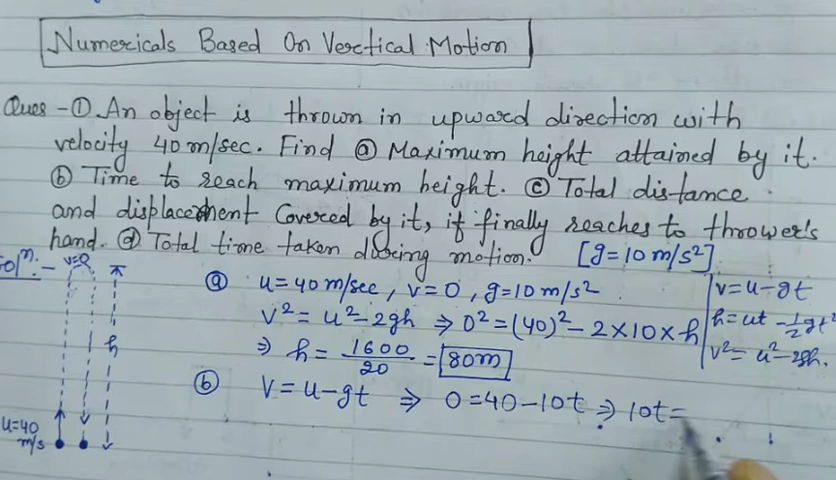 Numericals Based On Vertical Motion
Ques - ① An object is thrown in upward direction with
velocity 40 m/sec. Find ⓐ Maximum height attained by it.
ⓑ Time to reach maximum height. ⓒ Total distance
and displacement Covered by it, if finally reaches to thrower's
hand. ⓓ Total time taken during motion. [g=10 m/s²]
Solⁿ:-
v=0
h
u=40
m/s
ⓐ u=40 m/sec, v=0, g=10 m/s²
v² = u²-2gh ⇒ 0² = (40)² - 2×10×h
⇒ h = 1600/20 = 80m
ⓑ v = u-gt ⇒ 0=40-10t ⇒ 10t=
v=u-gt
h=ut-½gt²
v²=u²-2gh.